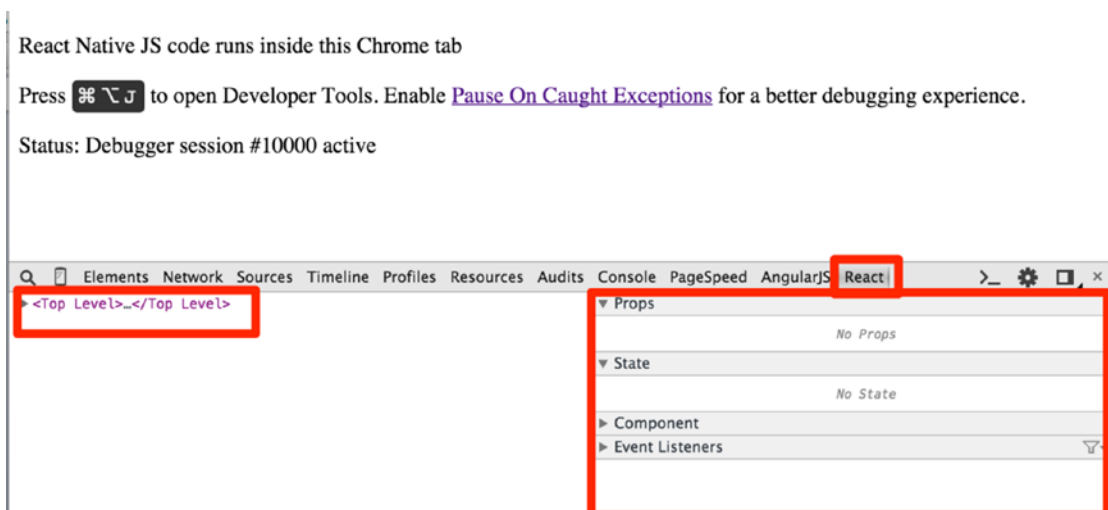 React Native JS code runs inside this Chrome tab
Press ⌘⌥J to open Developer Tools. Enable Pause On Caught Exceptions for a better debugging experience.
Status: Debugger session #10000 active
Elements Network Sources Timeline Profiles Resources Audits Console PageSpeed AngularJS React
<Top Level>…</Top Level>
Props
No Props
State
No State
Component
Event Listeners